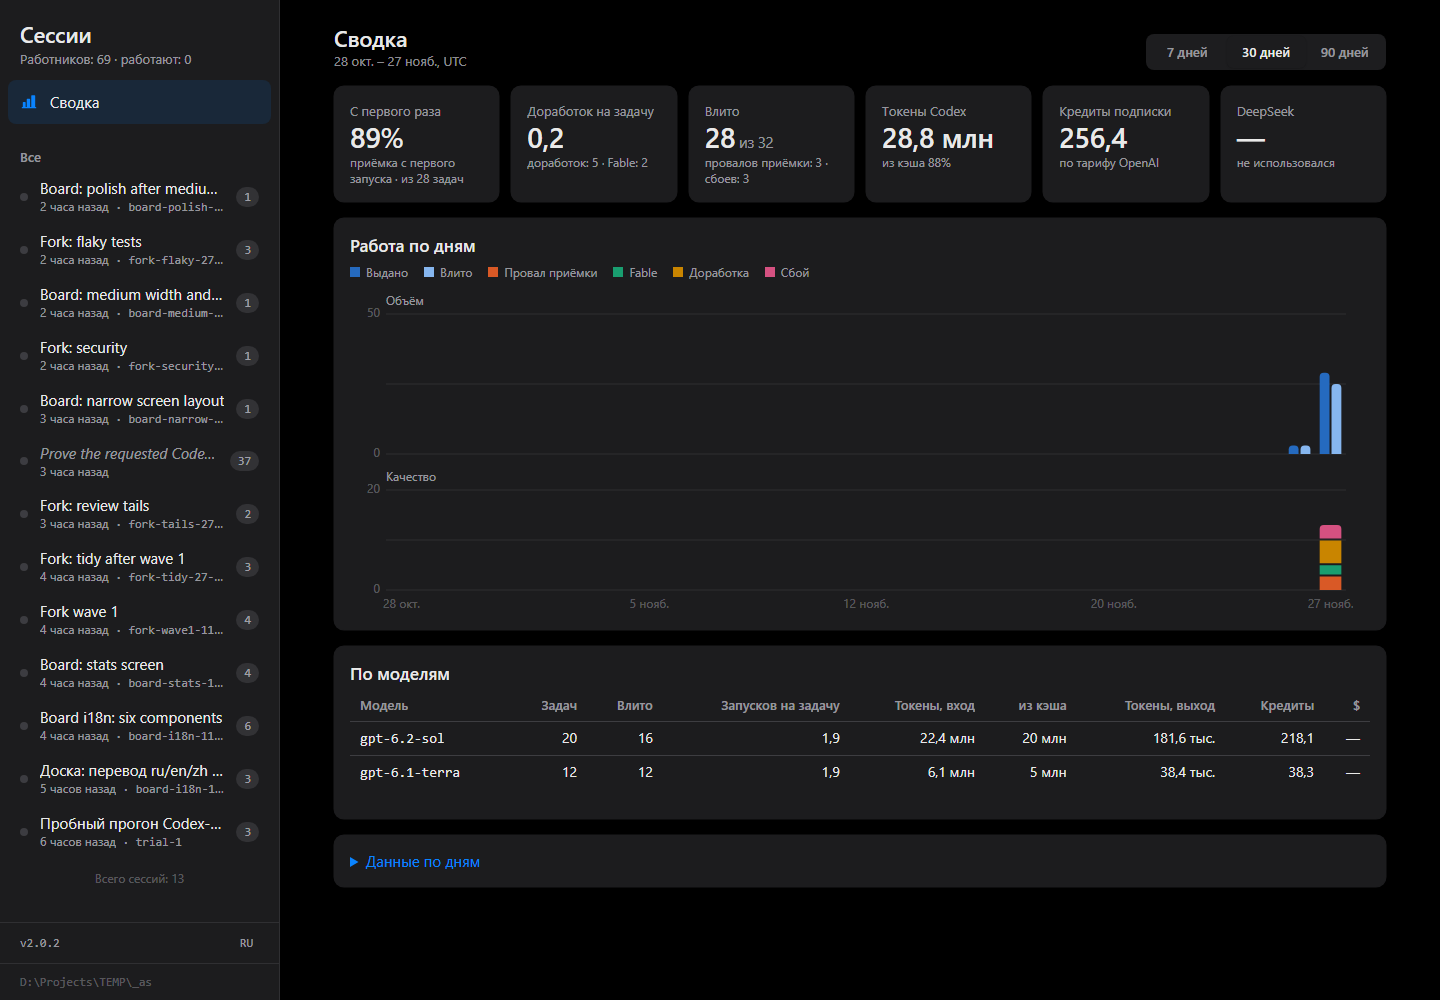 Сессии
Работников: 69 · работают: 0
Сводка
Все
Board: polish after mediu...
2 часа назад · board-polish-...
1
Fork: flaky tests
2 часа назад · fork-flaky-27...
3
Board: medium width and...
2 часа назад · board-medium-...
1
Fork: security
2 часа назад · fork-security...
1
Board: narrow screen layout
3 часа назад · board-narrow-...
1
Prove the requested Code...
3 часа назад
37
Fork: review tails
3 часа назад · fork-tails-27...
2
Fork: tidy after wave 1
4 часа назад · fork-tidy-27-...
3
Fork wave 1
4 часа назад · fork-wave1-11...
4
Board: stats screen
4 часа назад · board-stats-1...
4
Board i18n: six components
4 часа назад · board-i18n-11...
6
Доска: перевод ru/en/zh ...
5 часов назад · board-i18n-1...
3
Пробный прогон Codex-...
6 часов назад · trial-1
3
Всего сессий: 13
v2.0.2 RU
D:\Projects\TEMP\_as
Сводка
28 окт. – 27 нояб., UTC
7 дней 30 дней 90 дней
С первого раза
89%
приёмка с первого
запуска · из 28 задач
Доработок на задачу
0,2
доработок: 5 · Fable: 2
Влито
28 из 32
провалов приёмки: 3 ·
сбоев: 3
Токены Codex
28,8 млн
из кэша 88%
Кредиты подписки
256,4
по тарифу OpenAI
DeepSeek
—
не использовался
Работа по дням
Выдано Влито Провал приёмки Fable Доработка Сбой
Объём
50
0
Качество
20
0
28 окт. 5 нояб. 12 нояб. 20 нояб. 27 нояб.
По моделям
Модель Задач Влито Запусков на задачу Токены, вход из кэша Токены, выход Кредиты $
gpt-6.2-sol 20 16 1,9 22,4 млн 20 млн 181,6 тыс. 218,1 —
gpt-6.1-terra 12 12 1,9 6,1 млн 5 млн 38,4 тыс. 38,3 —
Данные по дням